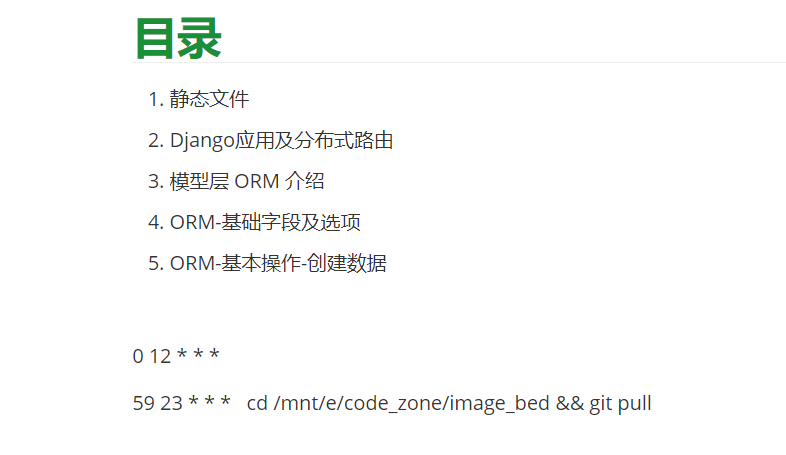 目录
1. 静态文件
2. Django应用及分布式路由
3. 模型层 ORM 介绍
4. ORM-基础字段及选项
5. ORM-基本操作-创建数据
0 12 * * *
59 23 * * * cd /mnt/e/code_zone/image_bed && git pull